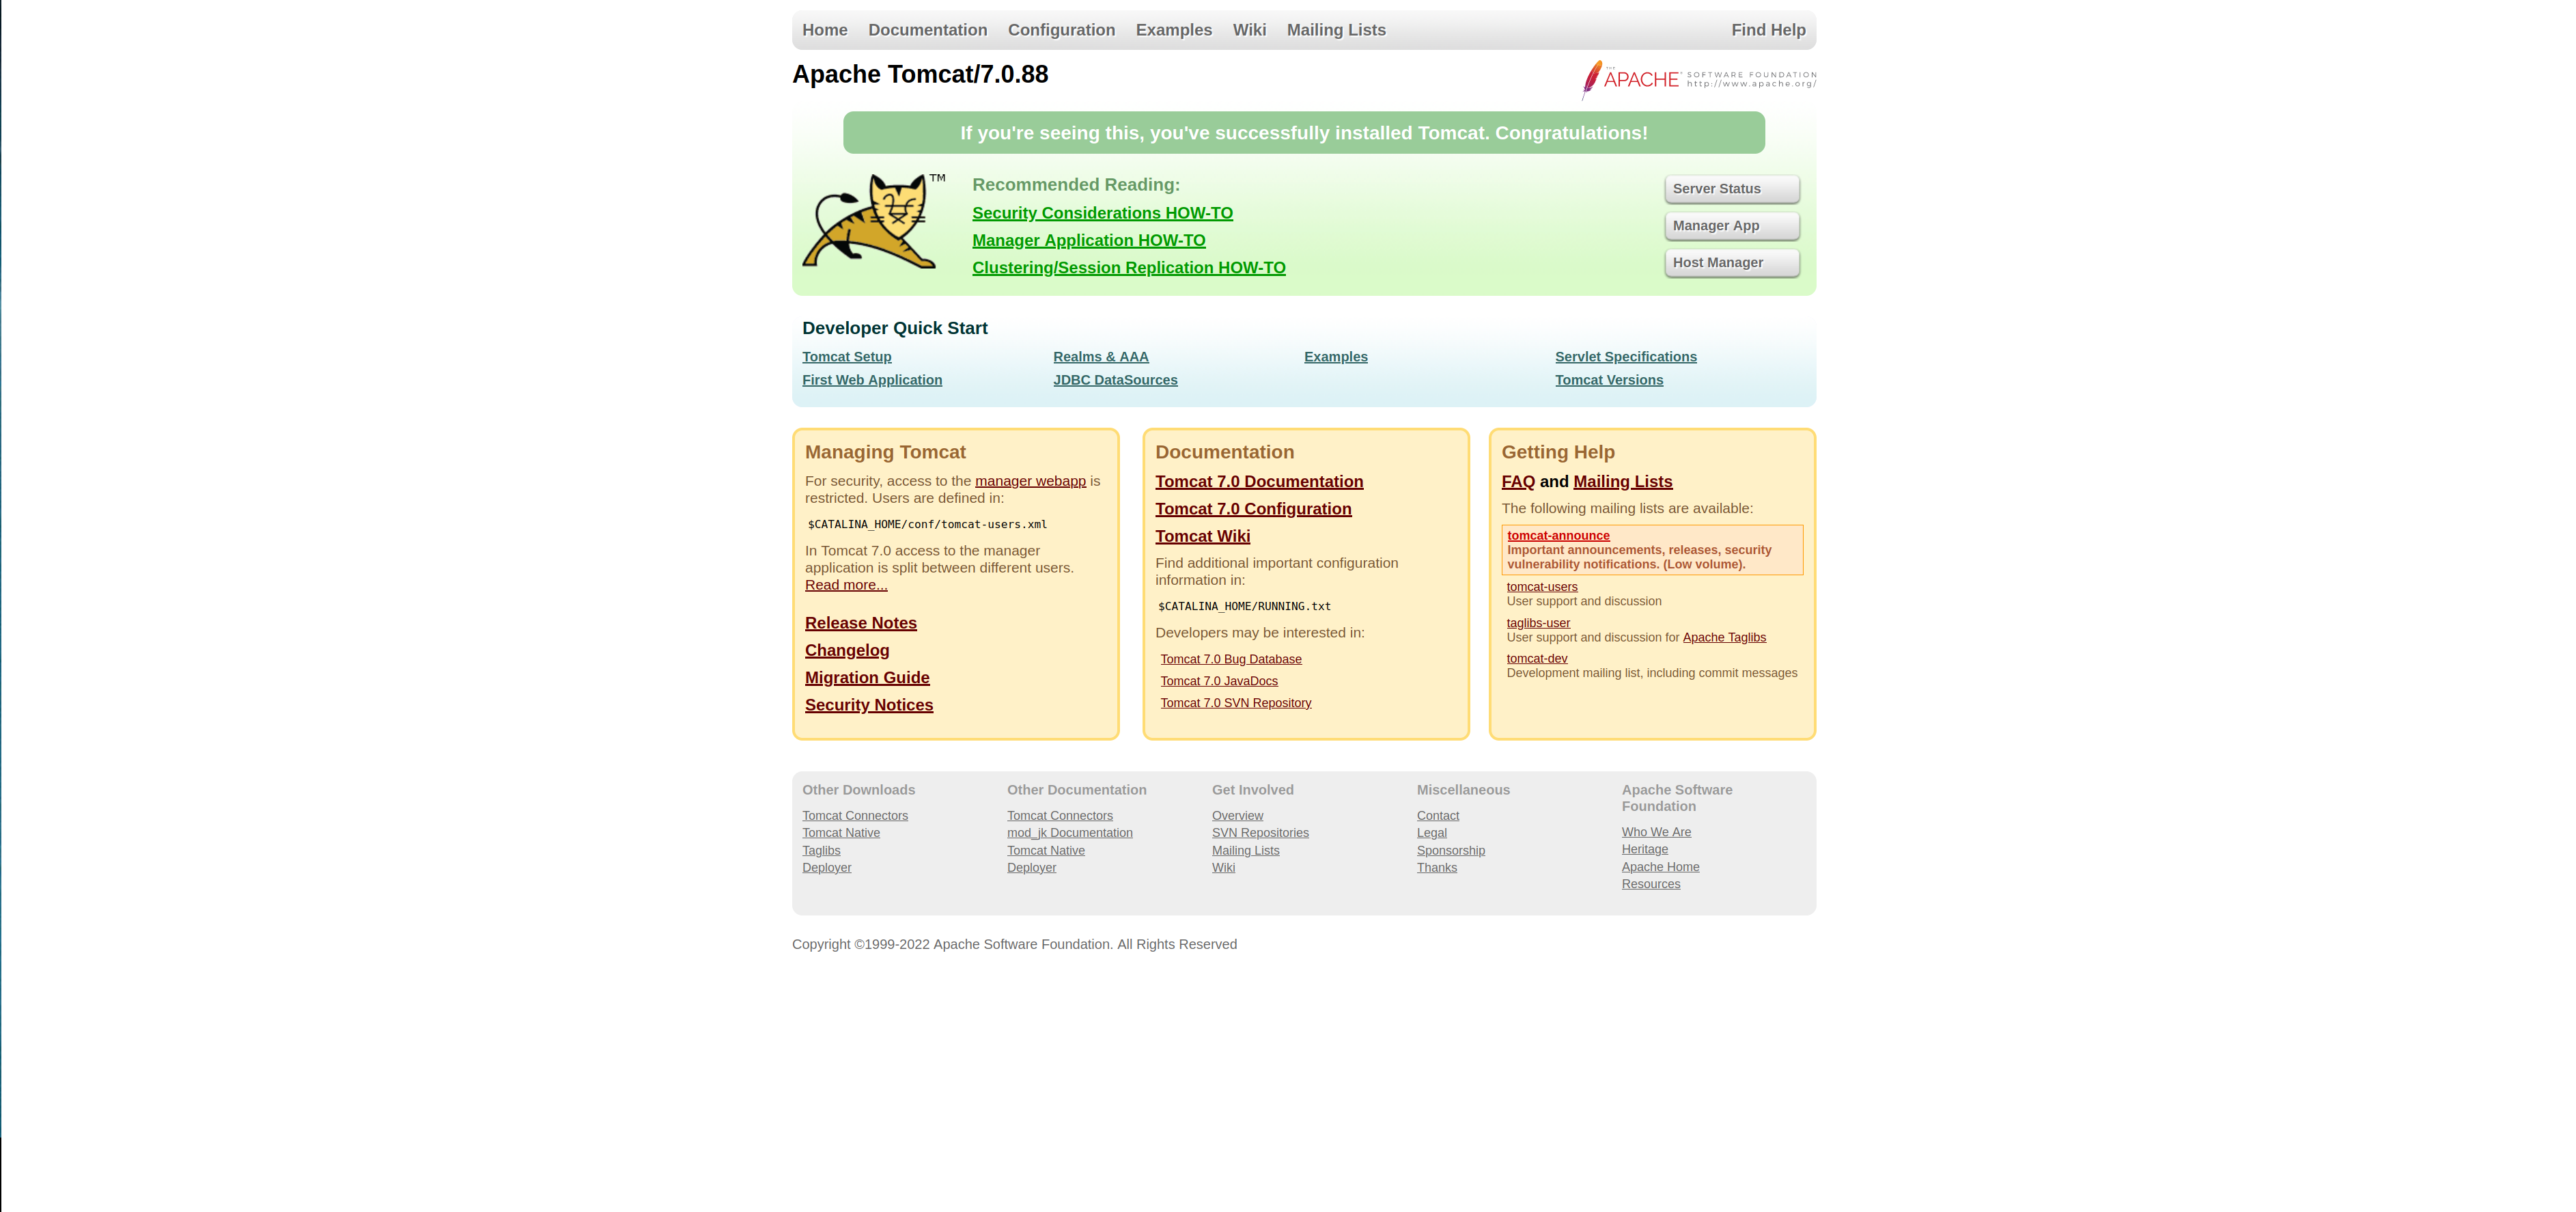 Home Documentation Configuration Examples Wiki Mailing Lists Find Help
Apache Tomcat/7.0.88
APACHE SOFTWARE FOUNDATION
http://www.apache.org/
If you're seeing this, you've successfully installed Tomcat. Congratulations!
TM
Recommended Reading:
Security Considerations HOW-TO
Manager Application HOW-TO
Clustering/Session Replication HOW-TO
Server Status
Manager App
Host Manager
Developer Quick Start
Tomcat Setup
First Web Application
Realms & AAA
JDBC DataSources
Examples
Servlet Specifications
Tomcat Versions
Managing Tomcat
For security, access to the manager webapp is
restricted. Users are defined in:
$CATALINA_HOME/conf/tomcat-users.xml
In Tomcat 7.0 access to the manager
application is split between different users.
Read more...
Release Notes
Changelog
Migration Guide
Security Notices
Documentation
Tomcat 7.0 Documentation
Tomcat 7.0 Configuration
Tomcat Wiki
Find additional important configuration
information in:
$CATALINA_HOME/RUNNING.txt
Developers may be interested in:
Tomcat 7.0 Bug Database
Tomcat 7.0 JavaDocs
Tomcat 7.0 SVN Repository
Getting Help
FAQ and Mailing Lists
The following mailing lists are available:
tomcat-announce
Important announcements, releases, security
vulnerability notifications. (Low volume).
tomcat-users
User support and discussion
taglibs-user
User support and discussion for Apache Taglibs
tomcat-dev
Development mailing list, including commit messages
Other Downloads
Tomcat Connectors
Tomcat Native
Taglibs
Deployer
Other Documentation
Tomcat Connectors
mod_jk Documentation
Tomcat Native
Deployer
Get Involved
Overview
SVN Repositories
Mailing Lists
Wiki
Miscellaneous
Contact
Legal
Sponsorship
Thanks
Apache Software
Foundation
Who We Are
Heritage
Apache Home
Resources
Copyright ©1999-2022 Apache Software Foundation. All Rights Reserved